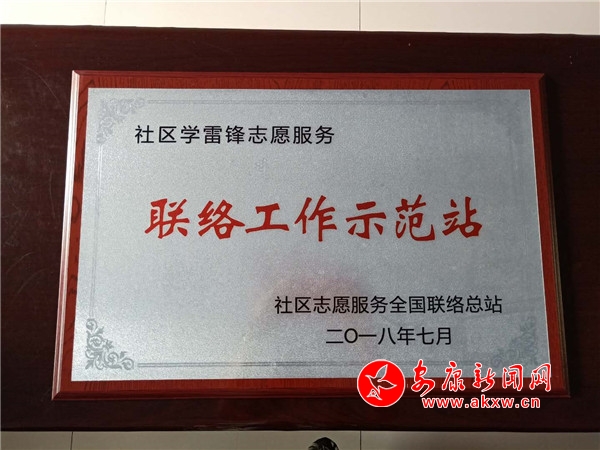 社区学雷锋志愿服务
联络工作示范站
社区志愿服务全国联络总站
二〇一八年七月
安康新闻网
www.akxw.cn